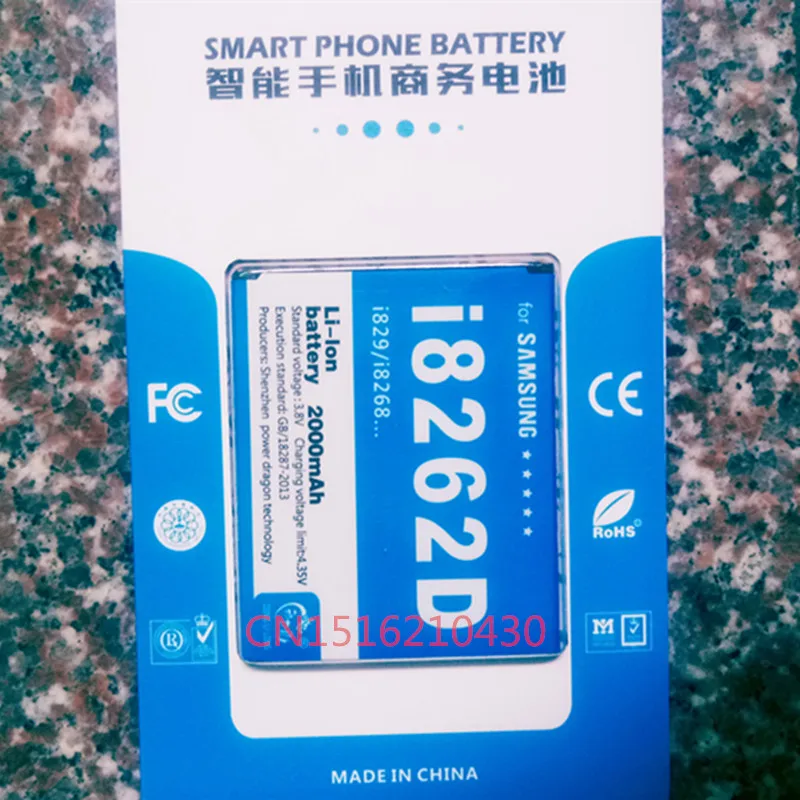 SMART PHONE BATTERY
智能手机商务电池
for SAMSUNG
i8262D
i829/i8268...
Li-Ion
battery 2000mAh
Standard voltage: 3.8V Charging voltage limit:4.35V
Execution standard: GB/18287-2013
Producers: Shenzhen power dragon technology
FC
CE
RoHS
R
M
CN1516210430
MADE IN CHINA